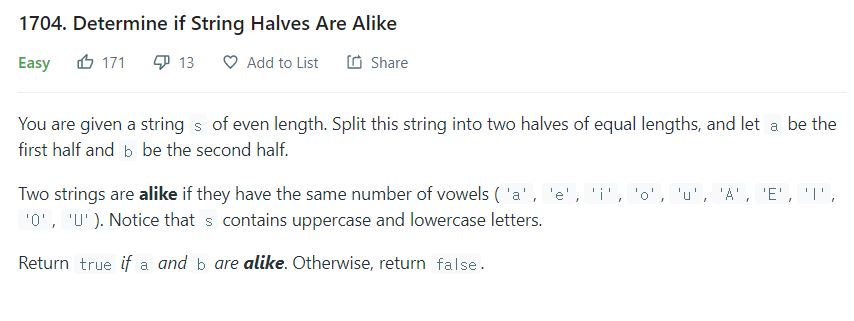 1704. Determine if String Halves Are Alike
Easy 171 13 Add to List Share
You are given a string s of even length. Split this string into two halves of equal lengths, and let a be the
first half and b be the second half.
Two strings are alike if they have the same number of vowels ( 'a' , 'e' , 'i' , 'o' , 'u' , 'A' , 'E' , 'I' ,
'O' , 'U' ). Notice that s contains uppercase and lowercase letters.
Return true if a and b are alike. Otherwise, return false .